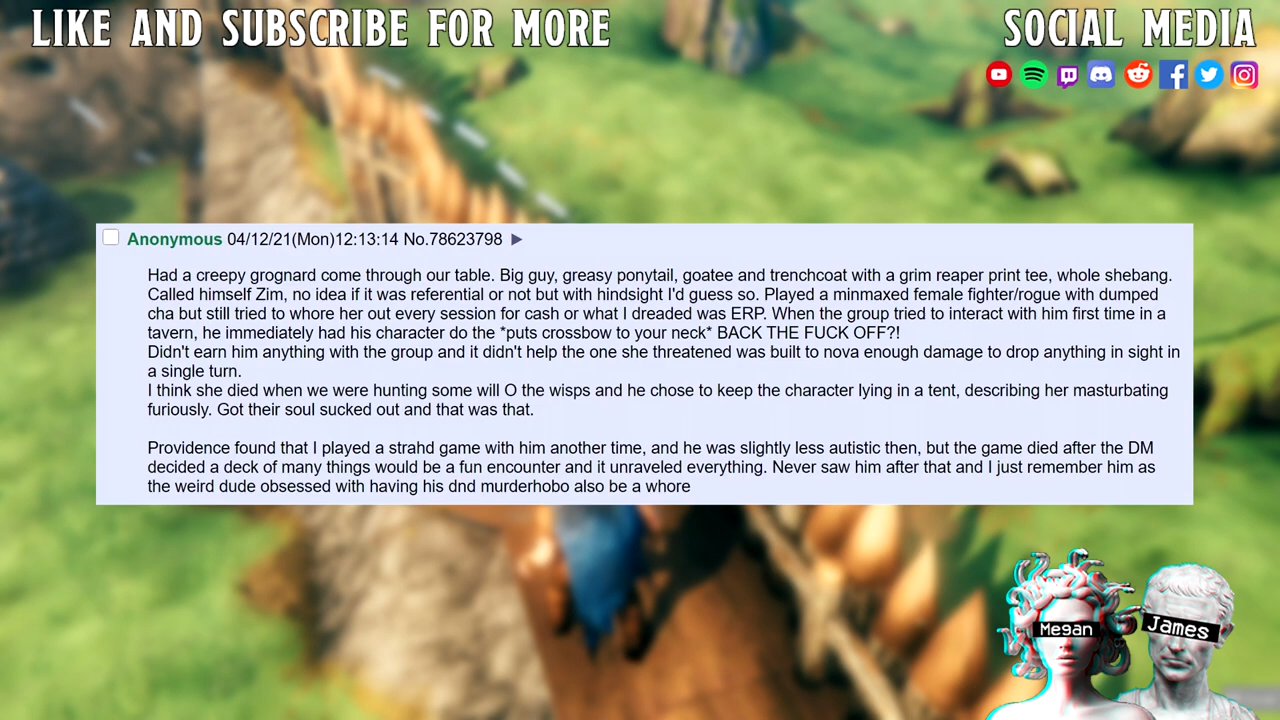 LIKE AND SUBSCRIBE FOR MORE
SOCIAL MEDIA
Anonymous 04/12/21(Mon)12:13:14 No.78623798
Had a creepy grognard come through our table. Big guy, greasy ponytail, goatee and trenchcoat with a grim reaper print tee, whole shebang.
Called himself Zim, no idea if it was referential or not but with hindsight I'd guess so. Played a minmaxed female fighter/rogue with dumped
cha but still tried to whore her out every session for cash or what I dreaded was ERP. When the group tried to interact with him first time in a
tavern, he immediately had his character do the *puts crossbow to your neck* BACK THE FUCK OFF?!
Didn't earn him anything with the group and it didn't help the one she threatened was built to nova enough damage to drop anything in sight in
a single turn.
I think she died when we were hunting some will O the wisps and he chose to keep the character lying in a tent, describing her masturbating
furiously. Got their soul sucked out and that was that.
Providence found that I played a strahd game with him another time, and he was slightly less autistic then, but the game died after the DM
decided a deck of many things would be a fun encounter and it unraveled everything. Never saw him after that and I just remember him as
the weird dude obsessed with having his dnd murderhobo also be a whore
Megan
James